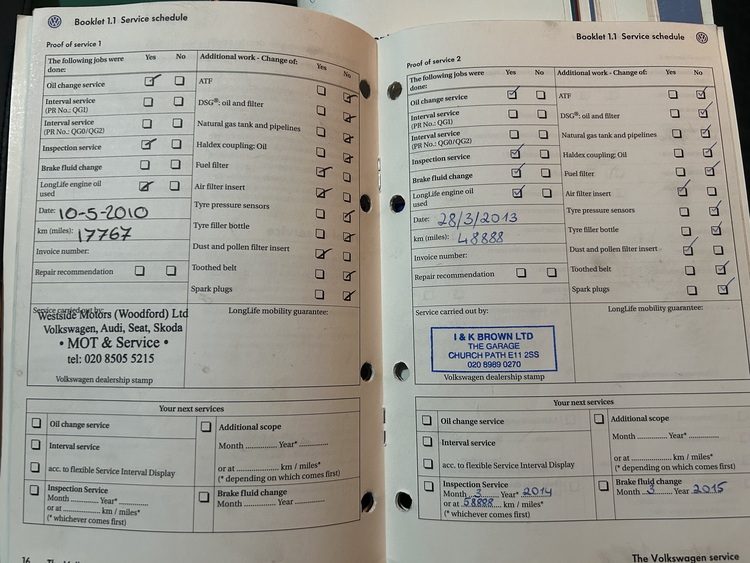 Booklet 1.1 Service schedule
Proof of service 1
The following jobs were done:
Yes No
Oil change service
Interval service
(PR No.: QG1)
Interval service
(PR No.: QG0/QG2)
Inspection service
Brake fluid change
LongLife engine oil
used
Date: 10-5-2010
km (miles): 17767
Invoice number:
Repair recommendation
Additional work - Change of:
Yes No
ATF
DSG®: oil and filter
Natural gas tank and pipelines
Haldex coupling: Oil
Fuel filter
Air filter insert
Tyre pressure sensors
Tyre filler bottle
Dust and pollen filter insert
Toothed belt
Spark plugs
Service carried out by:
Westside Motors (Woodford) Ltd
Volkswagen, Audi, Seat, Skoda
• MOT & Service •
tel: 020 8505 5215
Volkswagen dealership stamp
LongLife mobility guarantee:
Your next services
Oil change service
Interval service
acc. to flexible Service Interval Display
Inspection Service
Month .......... Year* ..........
or at .......... km / miles*
(* whichever comes first)
Additional scope
Month .......... Year* ..........
or at .......... km / miles*
(* depending on which comes first)
Brake fluid change
Month .......... Year ..........
16
Booklet 1.1 Service schedule
Proof of service 2
The following jobs were
done:
Yes No
Oil change service
Interval service
(PR No.: QG1)
Interval service
(PR No.: QG0/QG2)
Inspection service
Brake fluid change
LongLife engine oil
used
Date: 28/3/2013
km (miles): 48888
Invoice number:
Repair recommendation
Additional work - Change of:
Yes No
ATF
DSG®: oil and filter
Natural gas tank and pipelines
Haldex coupling: Oil
Fuel filter
Air filter insert
Tyre pressure sensors
Tyre filler bottle
Dust and pollen filter insert
Toothed belt
Spark plugs
Service carried out by:
I & K BROWN LTD
THE GARAGE
CHURCH PATH E11 2SS
020 8989 0270
Volkswagen dealership stamp
LongLife mobility guarantee:
Your next services
Oil change service
Interval service
acc. to flexible Service Interval Display
Inspection Service
Month 3 Year* 2014
or at 58888 km / miles*
(* whichever comes first)
Additional scope
Month .......... Year* ..........
or at .......... km / miles*
(* depending on which comes first)
Brake fluid change
Month 3 Year 2015
The Volkswagen service